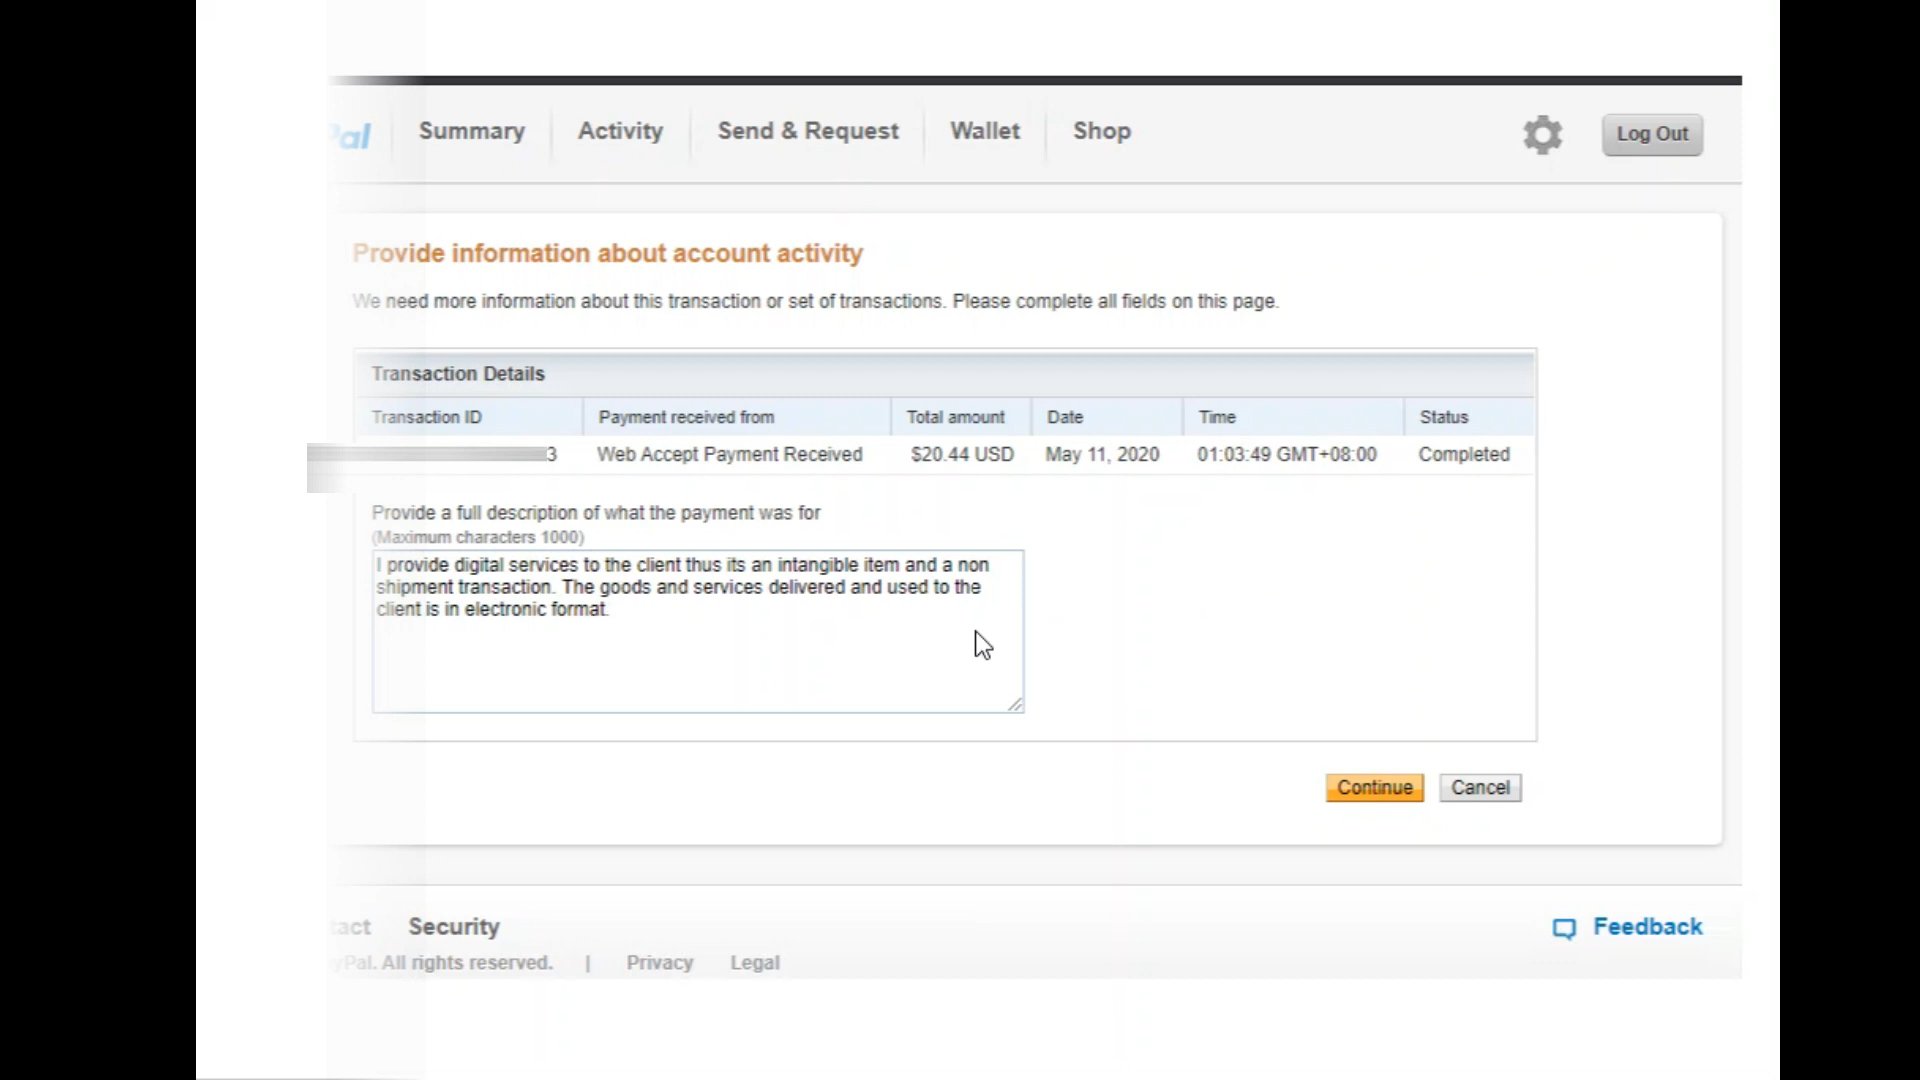 Pal Summary Activity Send & Request Wallet Shop Log Out
Provide information about account activity
We need more information about this transaction or set of transactions. Please complete all fields on this page.
Transaction Details
Transaction ID Payment received from Total amount Date Time Status
3 Web Accept Payment Received $20.44 USD May 11, 2020 01:03:49 GMT+08:00 Completed
Provide a full description of what the payment was for
(Maximum characters 1000)
I provide digital services to the client thus its an intangible item and a non
shipment transaction. The goods and services delivered and used to the
client is in electronic format.
Continue Cancel
tact Security Feedback
yPal. All rights reserved. | Privacy Legal